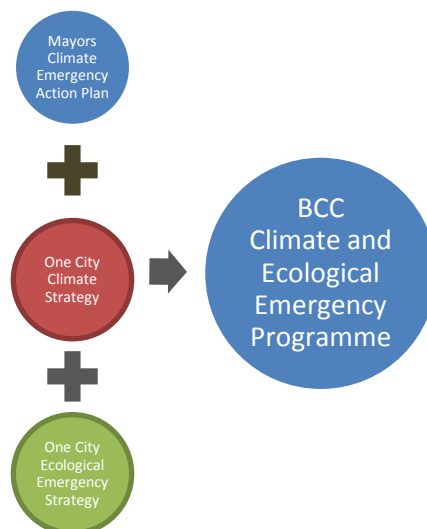 Mayors
Climate
Emergency
Action Plan
One City
Climate
Strategy
One City
Ecological
Emergency
Strategy
BCC
Climate and
Ecological
Emergency
Programme